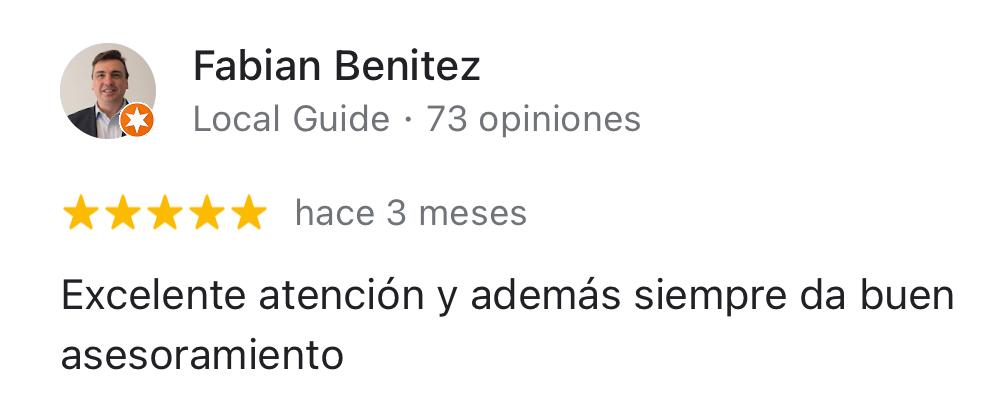 Fabian Benitez
Local Guide · 73 opiniones
hace 3 meses
Excelente atención y además siempre da buen
asesoramiento